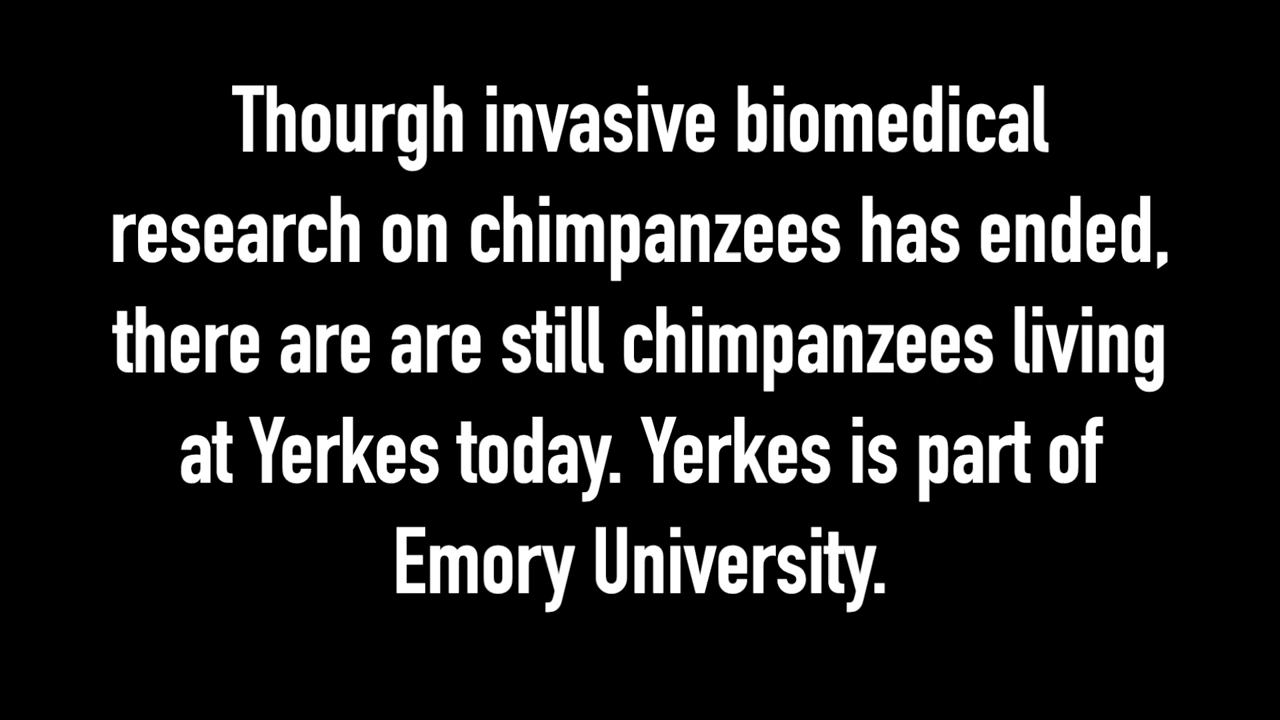 Thourgh invasive biomedical
research on chimpanzees has ended,
there are are still chimpanzees living
at Yerkes today. Yerkes is part of
Emory University.